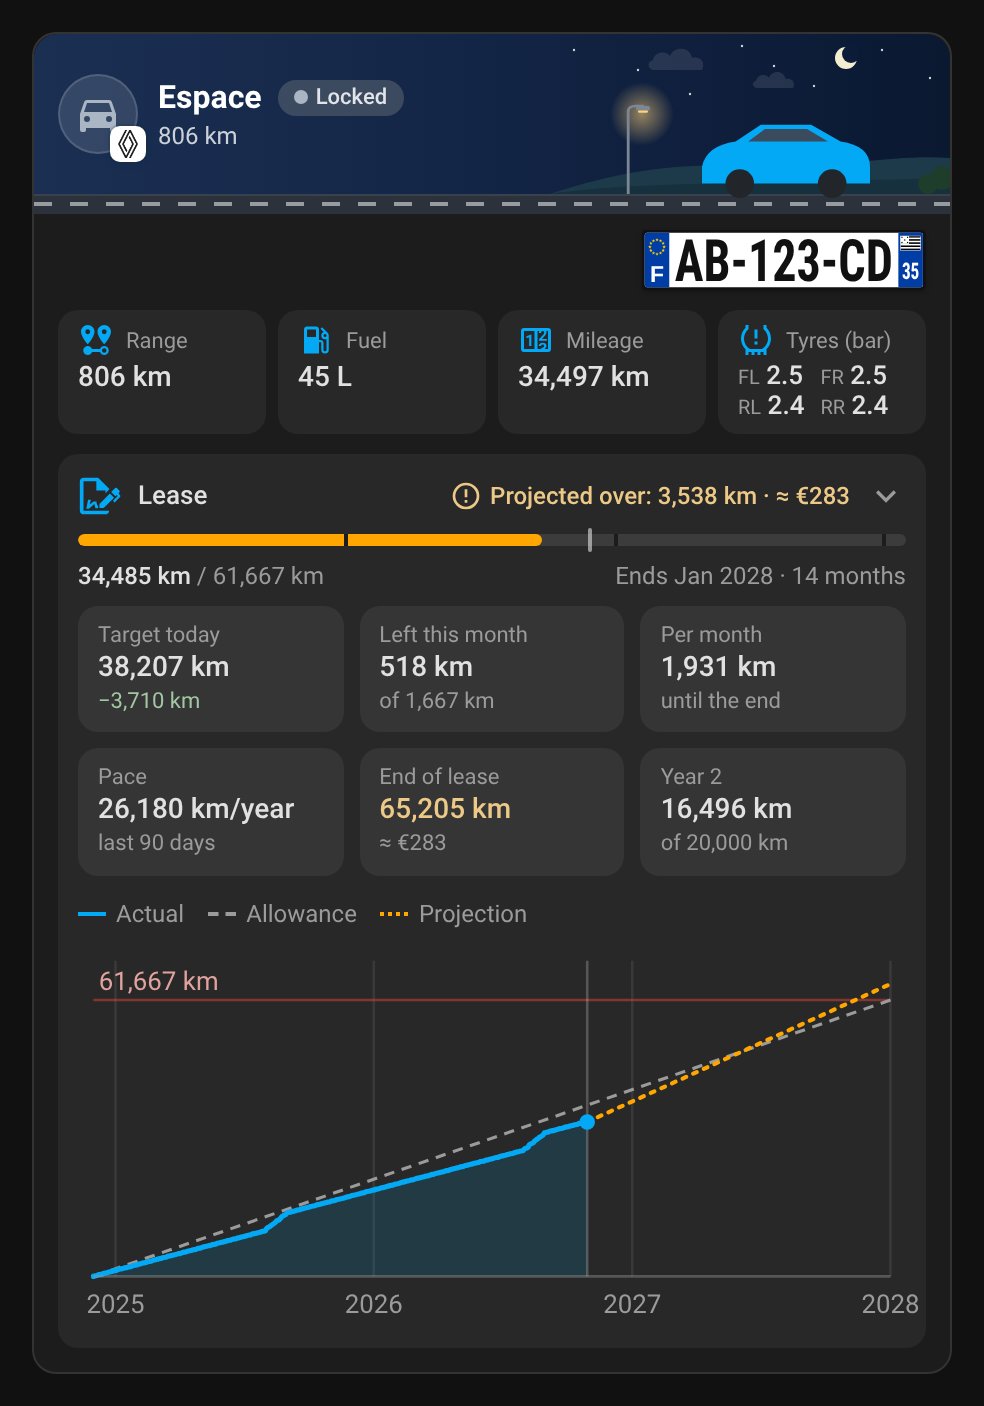 Espace
Locked
806 km
F
AB-123-CD
35
Range
806 km
Fuel
45 L
Mileage
34,497 km
Tyres (bar)
FL 2.5 FR 2.5
RL 2.4 RR 2.4
Lease
Projected over: 3,538 km · ≈ €283
34,485 km / 61,667 km
Ends Jan 2028 · 14 months
Target today
38,207 km
−3,710 km
Left this month
518 km
of 1,667 km
Per month
1,931 km
until the end
Pace
26,180 km/year
last 90 days
End of lease
65,205 km
≈ €283
Year 2
16,496 km
of 20,000 km
Actual
Allowance
Projection
61,667 km
2025 2026 2027 2028